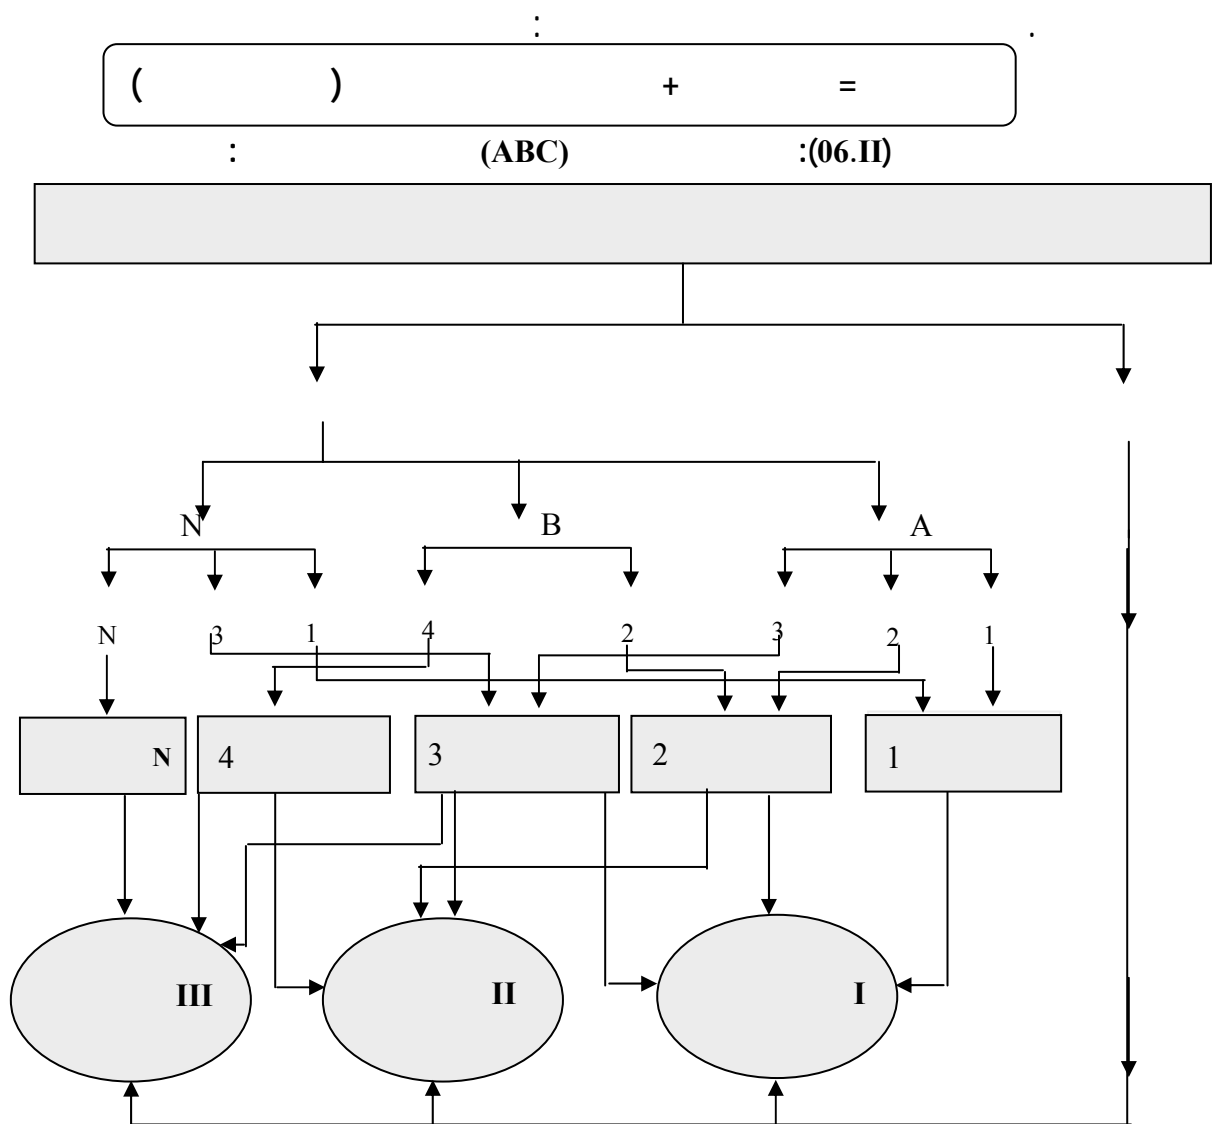 : .
( ) + =
: (ABC) :(06.II)
N B A
N 3 1 4 2 3 2 1
N 4 3 2 1
III II I